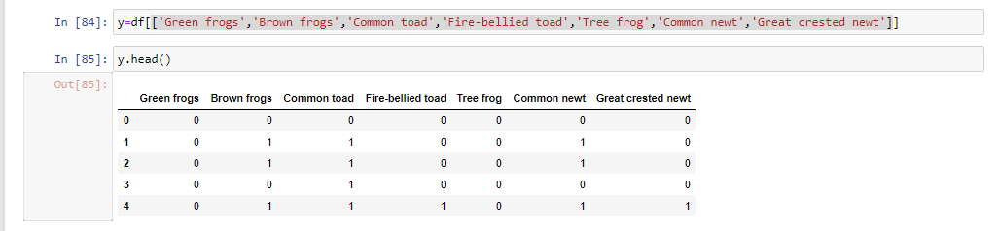 In [84]: y=df[['Green frogs','Brown frogs','Common toad','Fire-bellied toad','Tree frog','Common newt','Great crested newt']]
In [85]: y.head()
Out[85]:
Green frogs Brown frogs Common toad Fire-bellied toad Tree frog Common newt Great crested newt
0 0 0 0 0 0 0 0
1 0 1 1 0 0 1 0
2 0 1 1 0 0 1 0
3 0 0 1 0 0 0 0
4 0 1 1 1 0 1 1